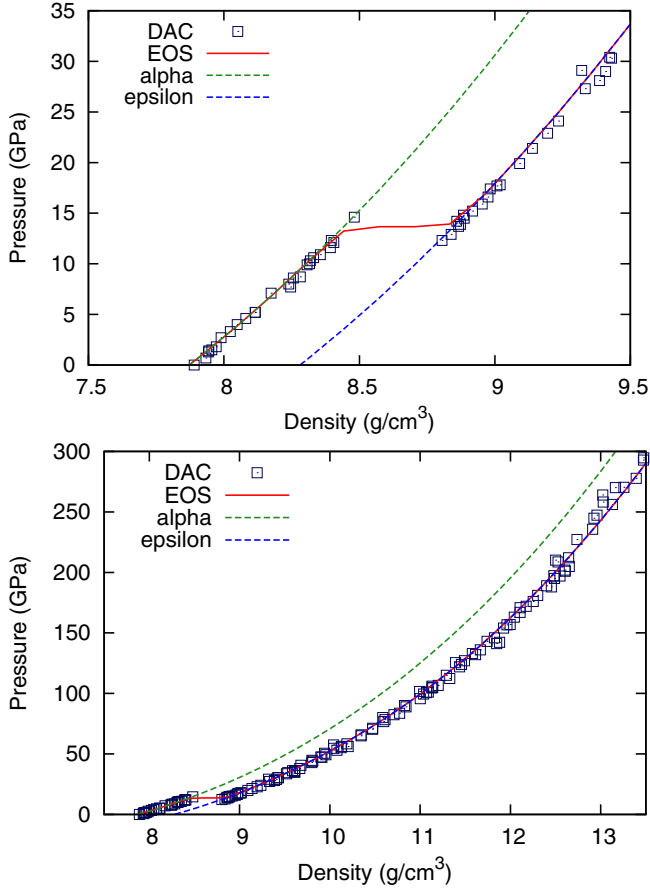 35
30
25
20
15
10
5
0
Pressure (GPa)
DAC
EOS
alpha
epsilon
7.5 8 8.5 9 9.5
Density (g/cm³)
300
250
200
150
100
50
0
Pressure (GPa)
DAC
EOS
alpha
epsilon
8 9 10 11 12 13
Density (g/cm³)